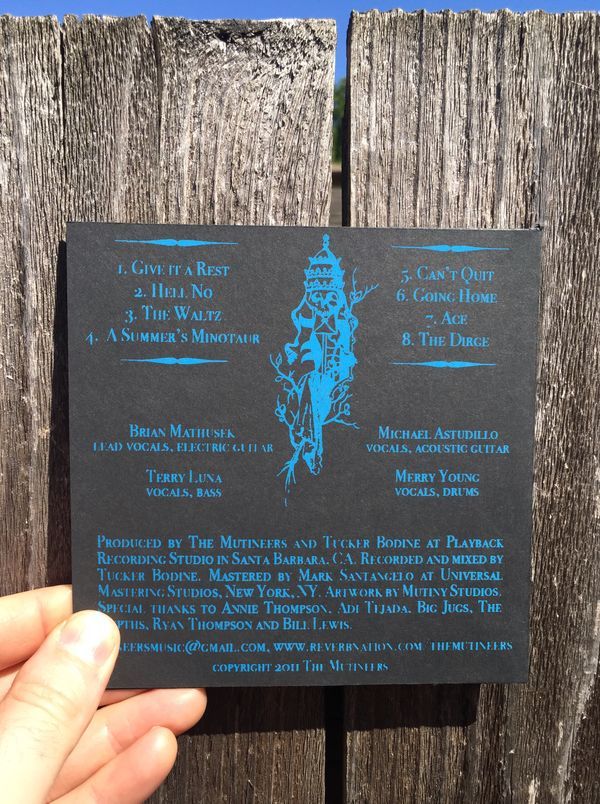 1. Give it a Rest
2. Hell No
3. The Waltz
4. A Summer's Minotaur
5. Can't Quit
6. Going Home
7. Ace
8. The Dirge
Brian Mathusek
lead vocals, electric guitar
Michael Astudillo
vocals, acoustic guitar
Terry Luna
vocals, bass
Merry Young
vocals, drums
Produced by The Mutineers and Tucker Bodine at Playback
Recording Studio in Santa Barbara, CA. Recorded and mixed by
Tucker Bodine. Mastered by Mark Santangelo at Universal
Mastering Studios, New York, NY. Artwork by Mutiny Studios.
Special thanks to Annie Thompson, Adi Tejada, Big Jugs, The
Ryan Thompson and Bill Lewis.
neersmusic@gmail.com, www.reverbnation.com/themutineers
copyright 2011 The Mutineers